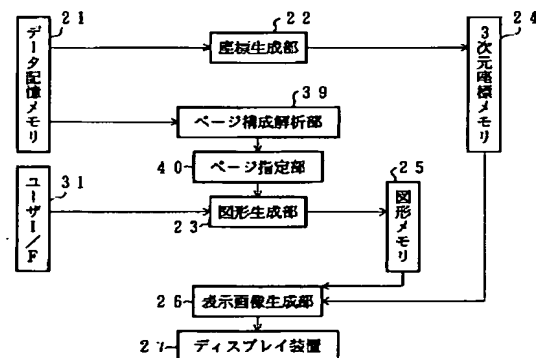 21
データ記憶メモリ
22
座標生成部
24
3次元座標メモリ
39
ページ構成解析部
40
ページ指定部
31
ユーザーI/F
23
図形生成部
25
図形メモリ
26
表示画像生成部
27
ディスプレイ装置